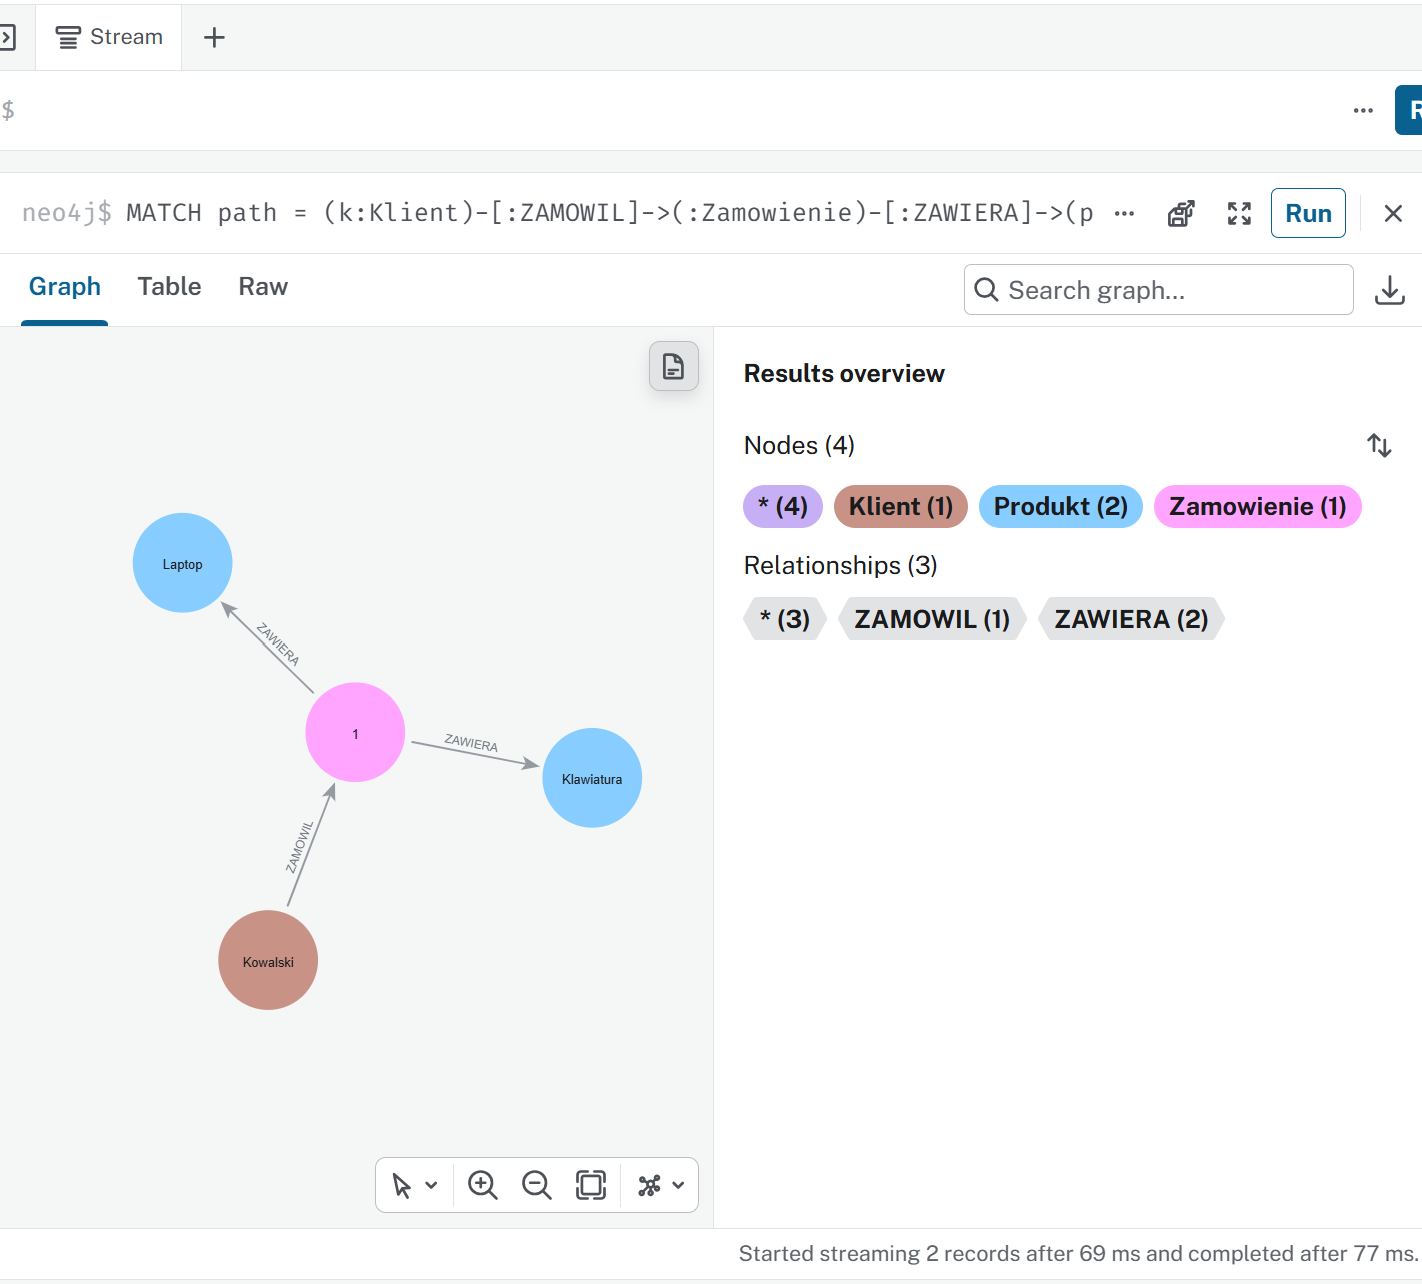 Stream
$
neo4j$ MATCH path = (k:Klient)-[:ZAMOWIL]->(:Zamowienie)-[:ZAWIERA]->(p
Run
Graph Table Raw
Search graph...
Results overview
Nodes (4)
* (4) Klient (1) Produkt (2) Zamowienie (1)
Relationships (3)
* (3) ZAMOWIL (1) ZAWIERA (2)
Laptop
ZAWIERA
1
ZAWIERA
Klawiatura
ZAMOWIL
Kowalski
Started streaming 2 records after 69 ms and completed after 77 ms.